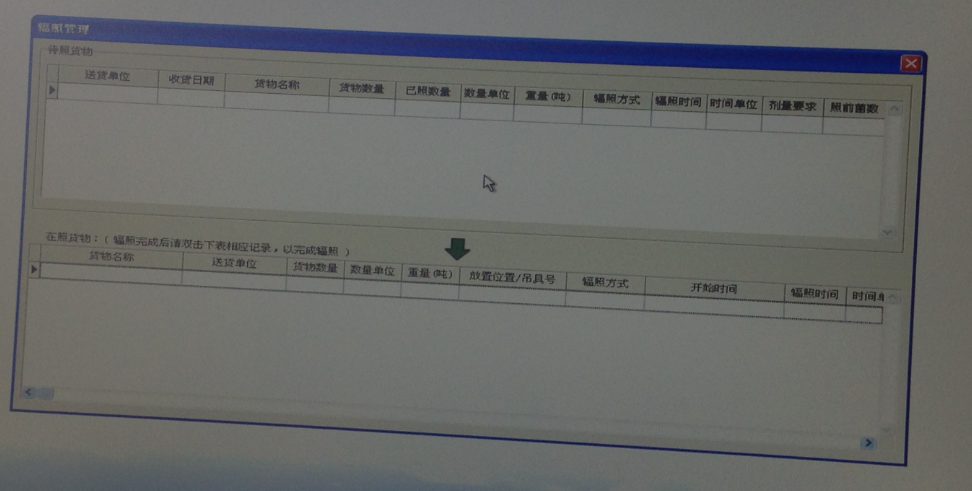 辐照管理
待照货物
送货单位 收货日期 货物名称 货物数量 已照数量 数量单位 重量(吨) 辐照方式 辐照时间 时间单位 剂量要求 照前菌数
在照货物：( 辐照完成后请双击下表相应记录，以完成辐照 )
货物名称 送货单位 货物数量 数量单位 重量(吨) 放置位置/吊具号 辐照方式 开始时间 辐照时间 时间单